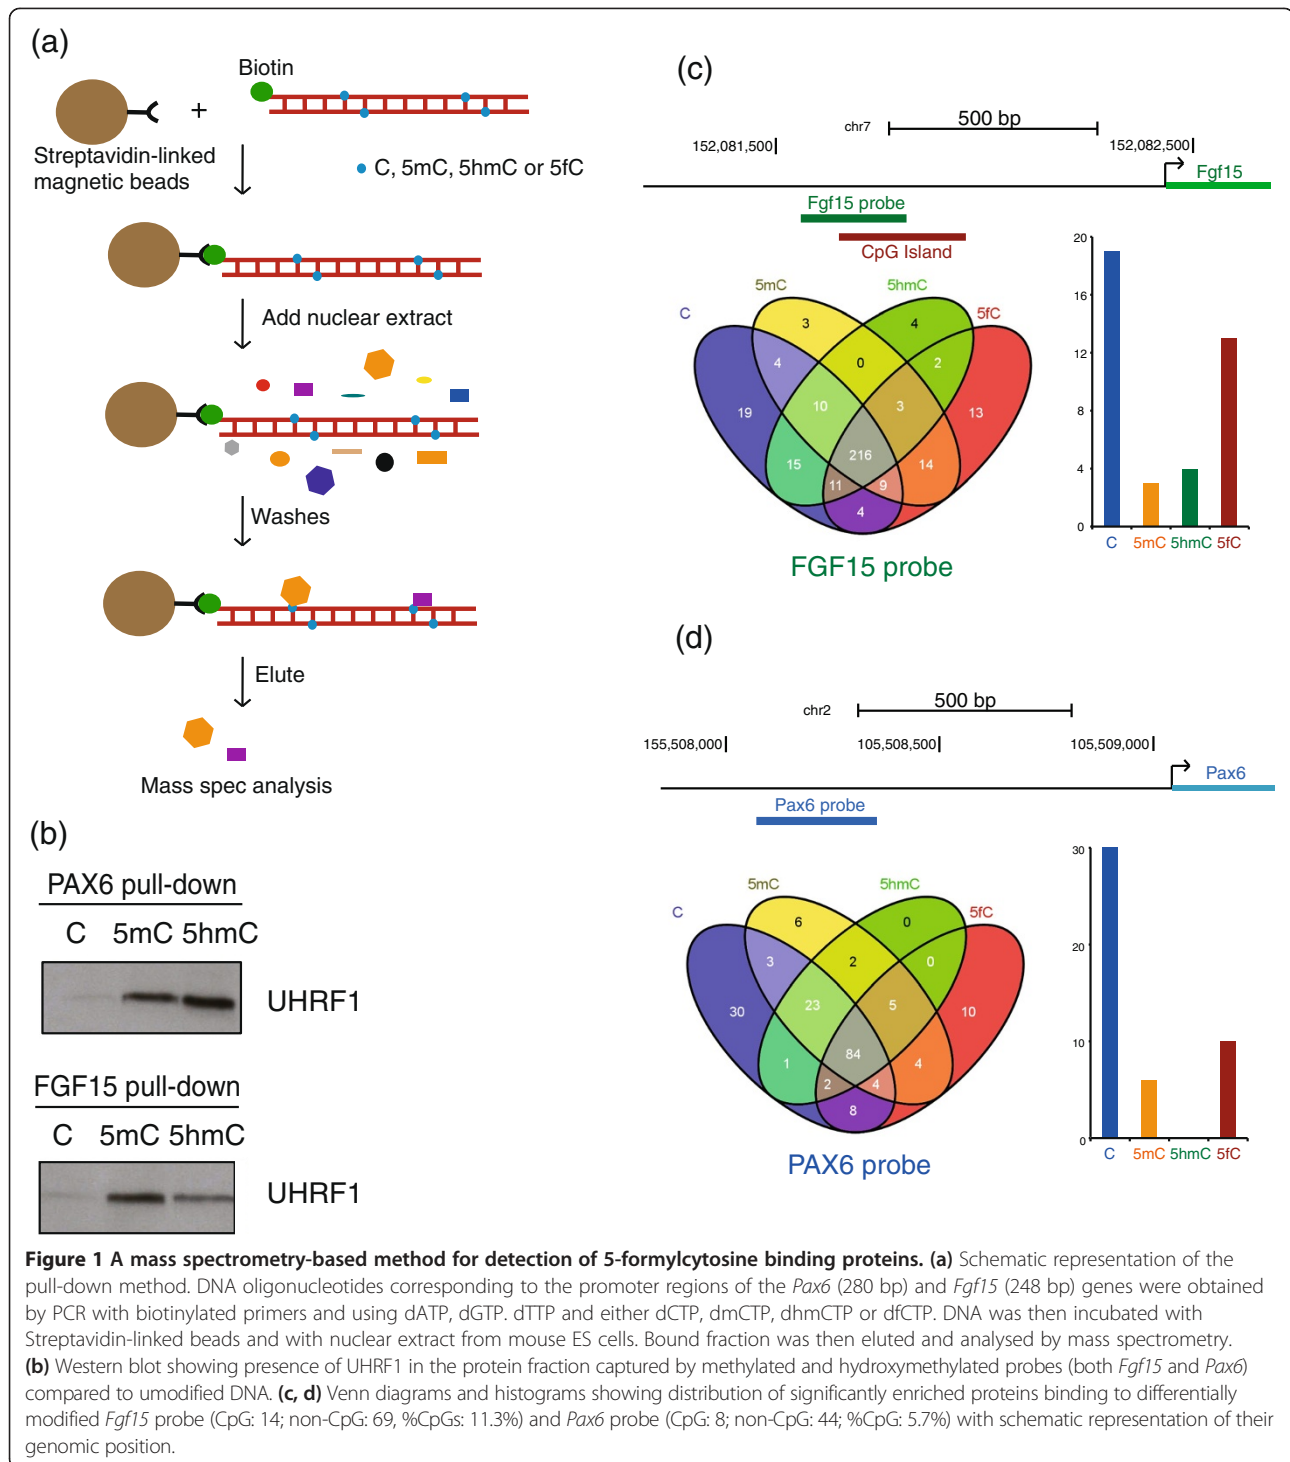 (a)
Biotin
+
Streptavidin-linked
magnetic beads
C, 5mC, 5hmC or 5fC
Add nuclear extract
Washes
Elute
Mass spec analysis
(b)
PAX6 pull-down
C 5mC 5hmC
UHRF1
FGF15 pull-down
C 5mC 5hmC
UHRF1
(c)
chr7 500 bp
152,081,500 152,082,500
Fgf15
Fgf15 probe
CpG Island
5mC 5hmC
C 5fC
3 4
4 0 2
19 10 3 13
216
15 14
11 9
4
FGF15 probe
20
16
12
8
4
0
C 5mC 5hmC 5fC
(d)
chr2 500 bp
155,508,000 105,508,500 105,509,000
Pax6
Pax6 probe
5mC 5hmC
C 5fC
6 0
3 2 0
30 23 5 10
84
1 4
2 4
8
PAX6 probe
30
20
10
0
C 5mC 5hmC 5fC
Figure 1 A mass spectrometry-based method for detection of 5-formylcytosine binding proteins. (a) Schematic representation of the
pull-down method. DNA oligonucleotides corresponding to the promoter regions of the Pax6 (280 bp) and Fgf15 (248 bp) genes were obtained
by PCR with biotinylated primers and using dATP, dGTP. dTTP and either dCTP, dmCTP, dhmCTP or dfCTP. DNA was then incubated with
Streptavidin-linked beads and with nuclear extract from mouse ES cells. Bound fraction was then eluted and analysed by mass spectrometry.
(b) Western blot showing presence of UHRF1 in the protein fraction captured by methylated and hydroxymethylated probes (both Fgf15 and Pax6)
compared to umodified DNA. (c, d) Venn diagrams and histograms showing distribution of significantly enriched proteins binding to differentially
modified Fgf15 probe (CpG: 14; non-CpG: 69, %CpGs: 11.3%) and Pax6 probe (CpG: 8; non-CpG: 44; %CpG: 5.7%) with schematic representation of their
genomic position.